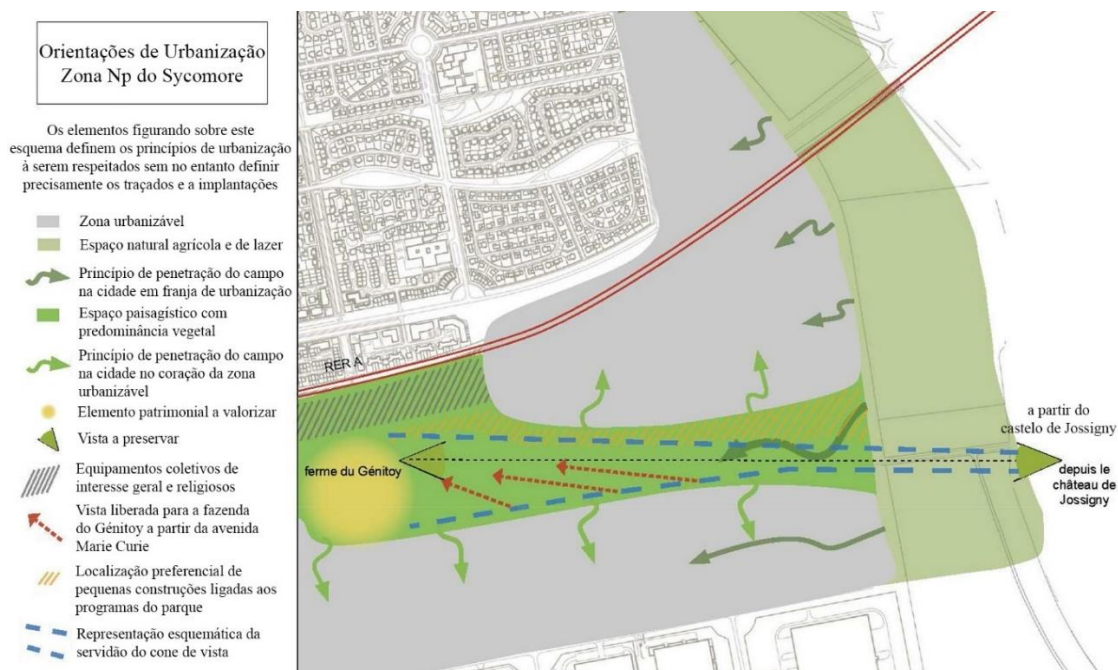 Orientações de Urbanização
Zona Np do Sycomore
Os elementos figurando sobre este
esquema definem os princípios de urbanização
à serem respeitados sem no entanto definir
precisamente os traçados e a implantações
Zona urbanizável
Espaço natural agrícola e de lazer
Princípio de penetração do campo
na cidade em franja de urbanização
Espaço paisagístico com
predominância vegetal
Princípio de penetração do campo
na cidade no coração da zona
urbanizável
Elemento patrimonial a valorizar
Vista a preservar
Equipamentos coletivos de
interesse geral e religiosos
Vista liberada para a fazenda
do Génitoy a partir da avenida
Marie Curie
Localização preferencial de
pequenas construções ligadas aos
programas do parque
Representação esquemática da
servidão do cone de vista
RER A
ferme du Génitoy
a partir do
castelo de Jossigny
depuis le
château de
Jossigny